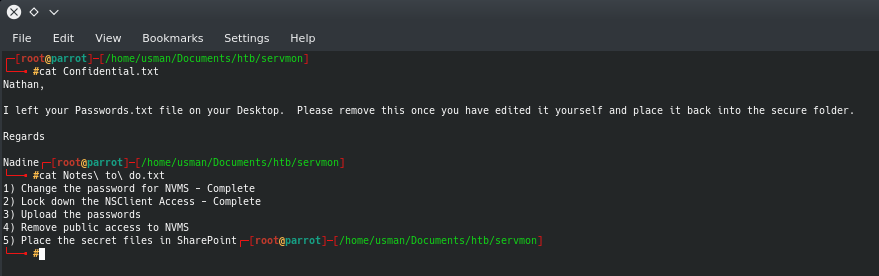 File Edit View Bookmarks Settings Help
┌─[root@parrot]─[/home/usman/Documents/htb/servmon]
└──╼ #cat Confidential.txt
Nathan,
I left your Passwords.txt file on your Desktop.  Please remove this once you have edited it yourself and place it back into the secure folder.
Regards
Nadine┌─[root@parrot]─[/home/usman/Documents/htb/servmon]
└──╼ #cat Notes\ to\ do.txt
1) Change the password for NVMS - Complete
2) Lock down the NSClient Access - Complete
3) Upload the passwords
4) Remove public access to NVMS
5) Place the secret files in SharePoint┌─[root@parrot]─[/home/usman/Documents/htb/servmon]
└──╼ #